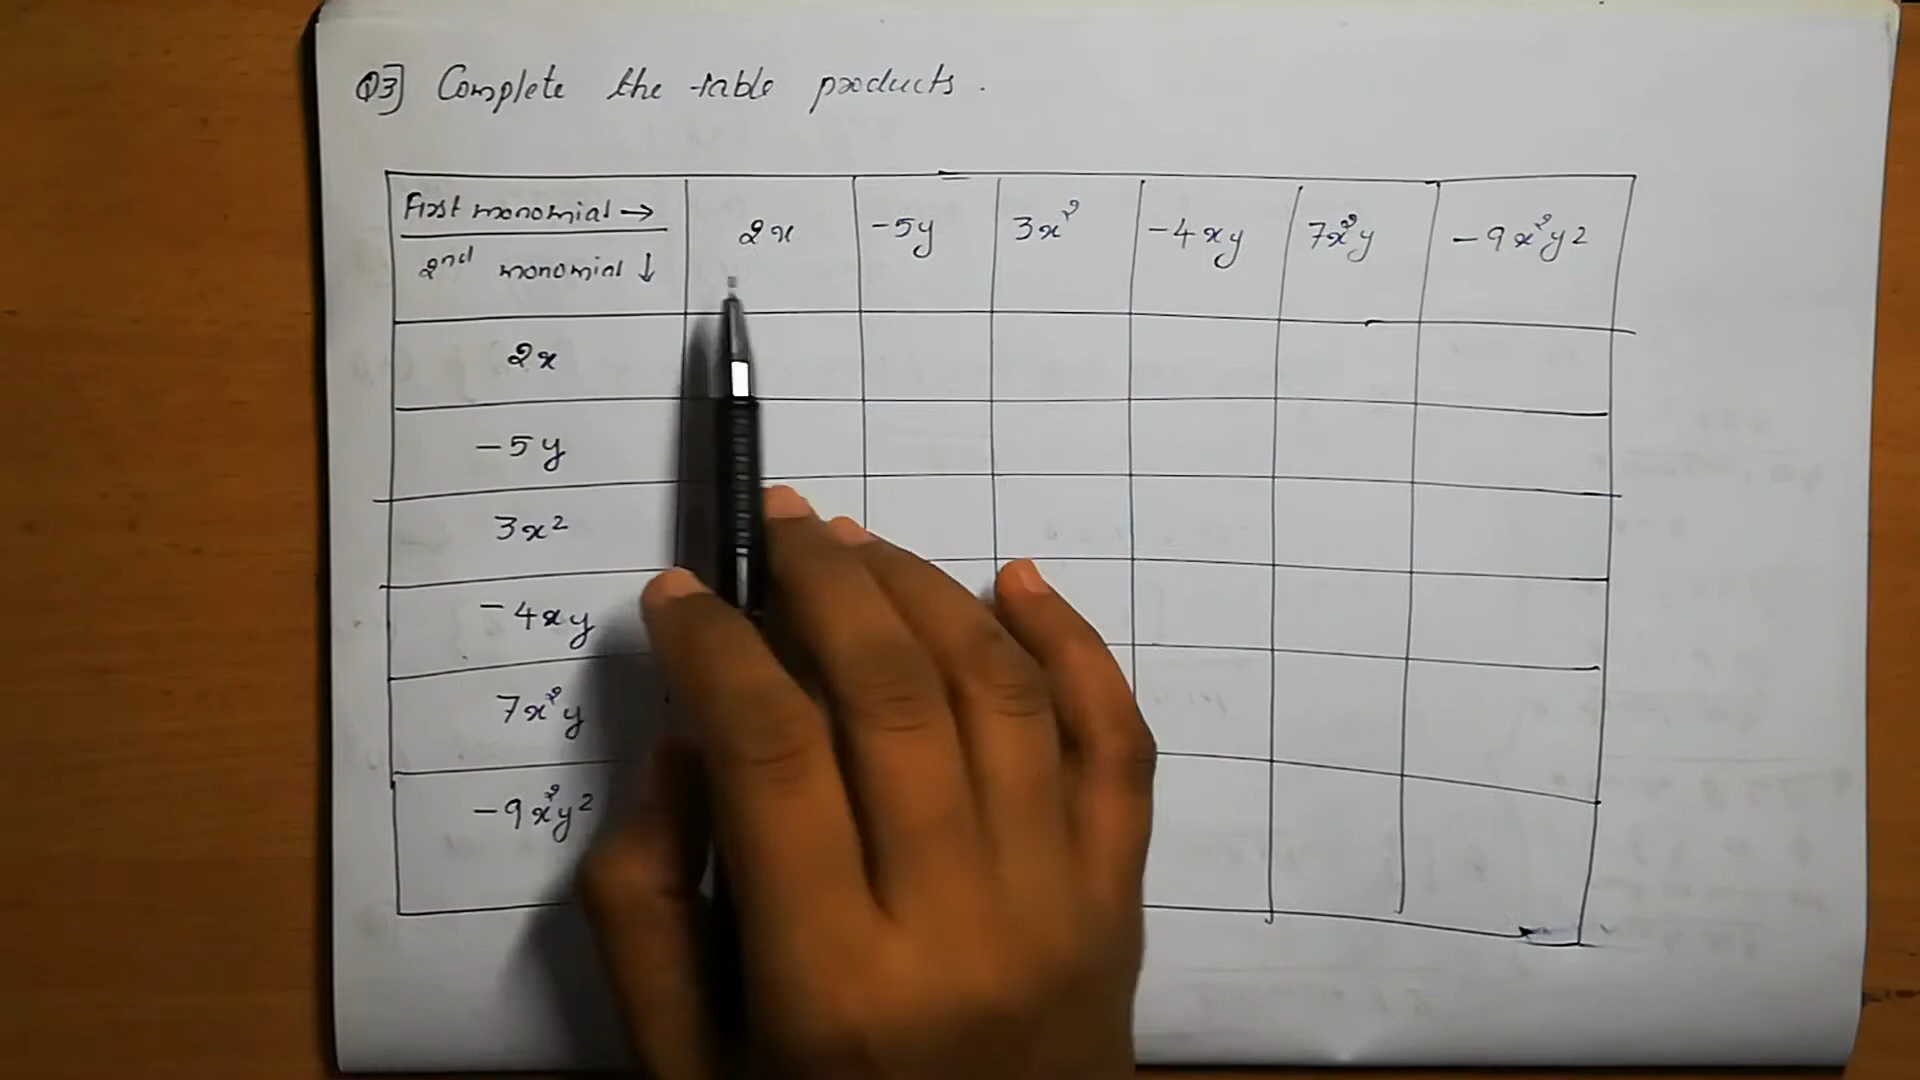 Q3] Complete the table products.
First monomial → 2x -5y 3x² -4xy 7x²y -9x²y2
2nd monomial ↓
2x
-5y
3x²
-4xy
7x²y
-9x²y²